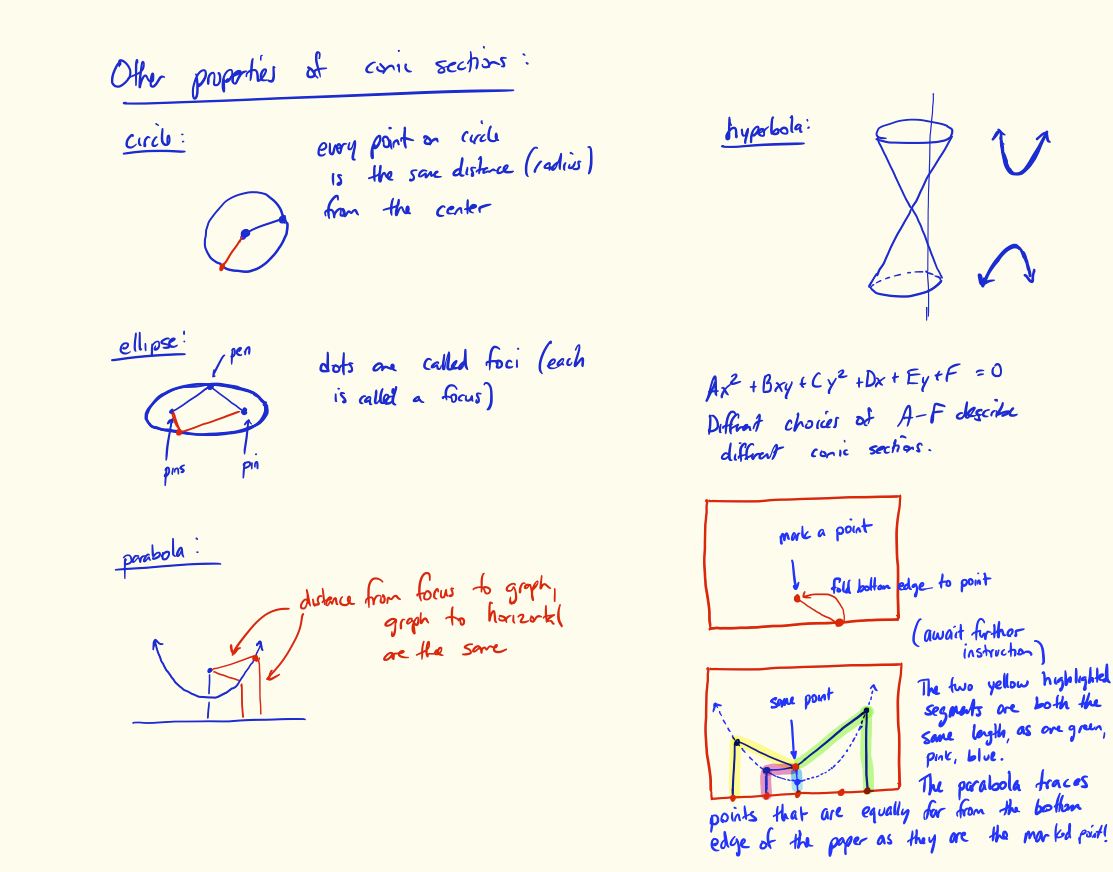 Other properties of conic sections:
circle:
every point on circle
is the same distance (radius)
from the center
ellipse:
pen
pins
pin
dots are called foci (each
is called a focus)
parabola:
distance from focus to graph,
graph to horizontal
are the same
hyperbola:
Ax² + Bxy + Cy² + Dx + Ey + F = 0
Diffrent choices of A-F describe
diffrent conic sections.
mark a point
fold bottom edge to point
(await further
instruction)
same point
The two yellow highlighted
segments are both the
same length, as are green,
pink, blue.
The parabola traces
points that are equally far from the bottom
edge of the paper as they are the marked point!